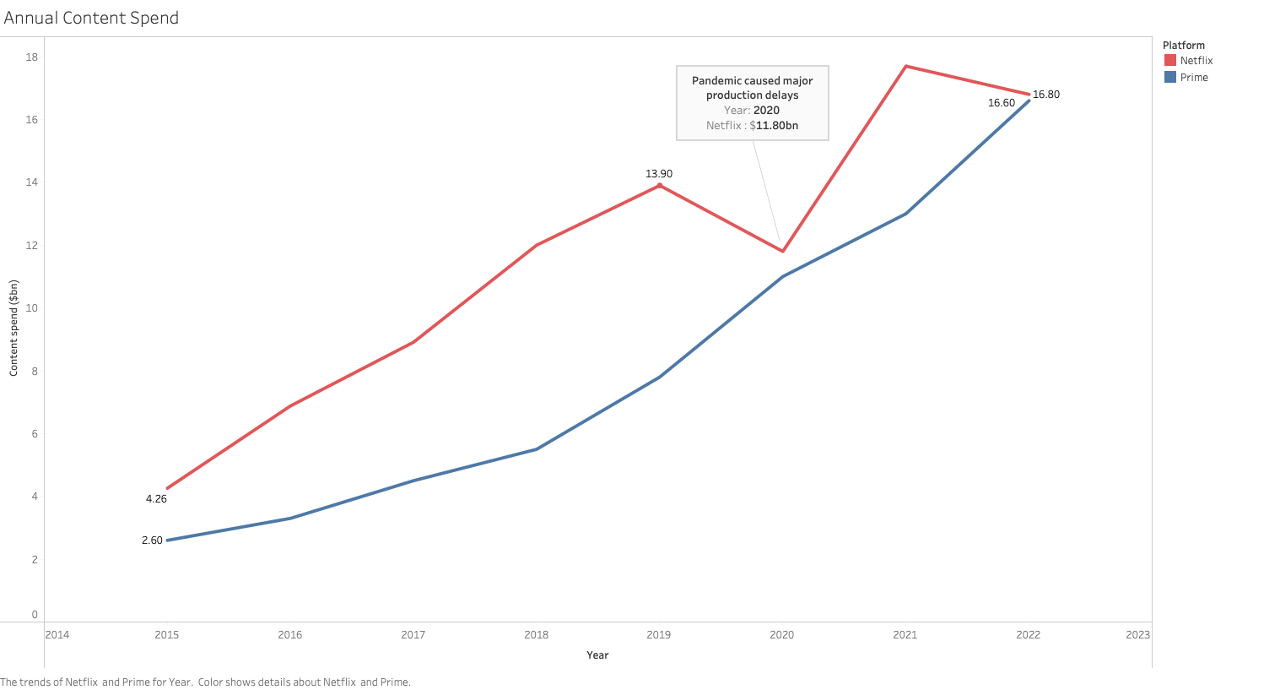 Annual Content Spend
Platform
Netflix
Prime
18
16
14
12
10
8
6
4
2
0
Content spend ($bn)
Pandemic caused major
production delays
Year: 2020
Netflix : $11.80bn
13.90
16.80
16.60
4.26
2.60
2014 2015 2016 2017 2018 2019 2020 2021 2022 2023
Year
The trends of Netflix and Prime for Year. Color shows details about Netflix and Prime.